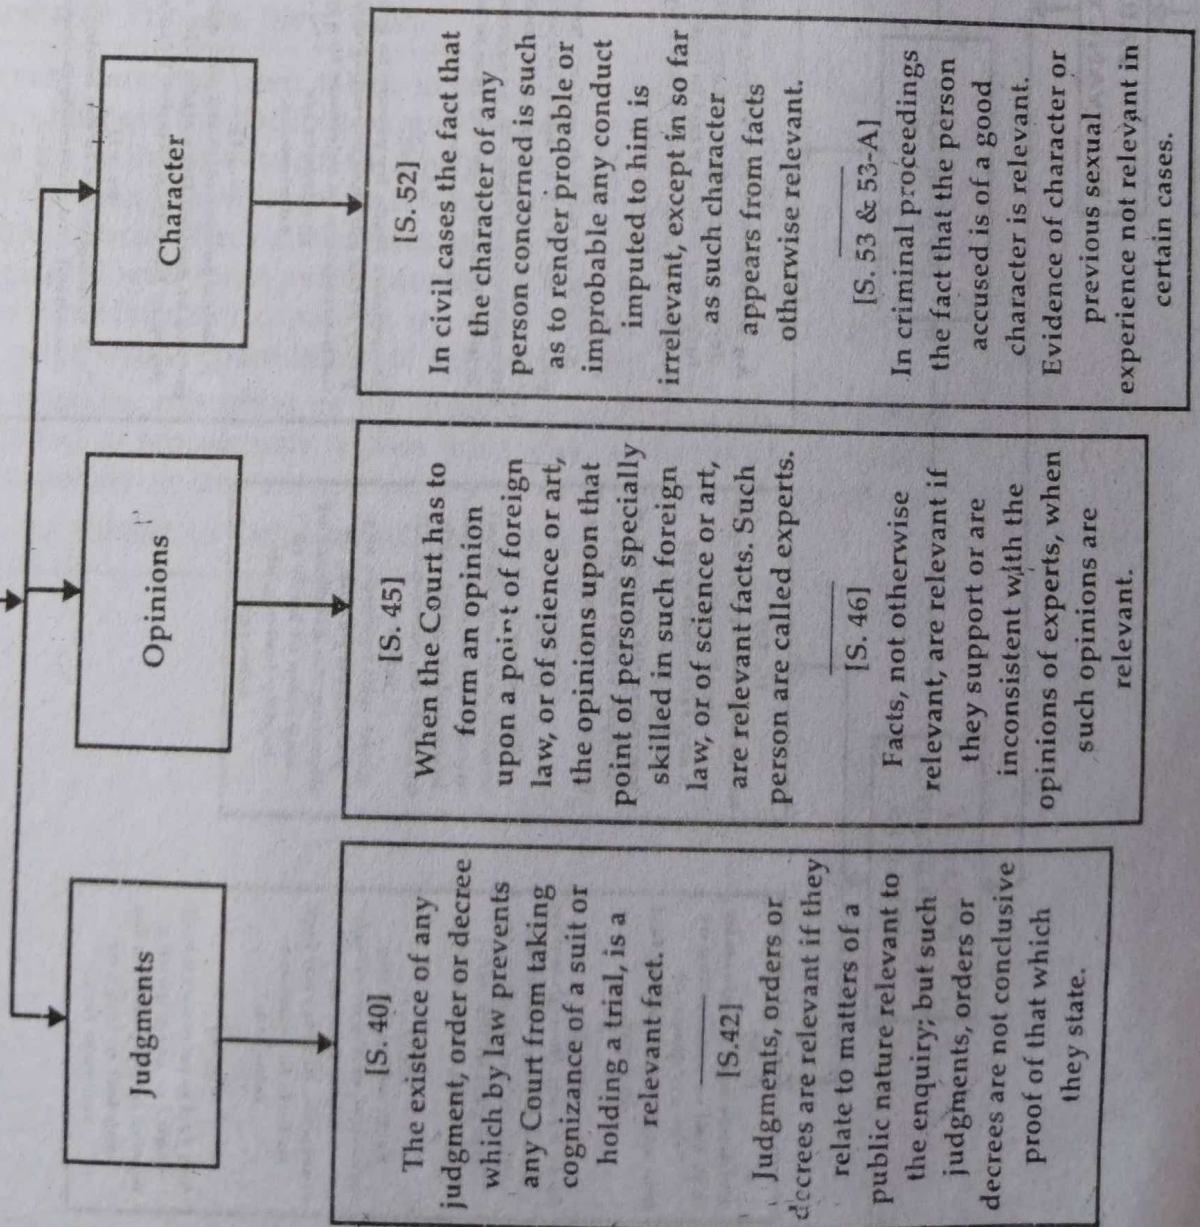 Judgments
[S. 40]
The existence of any
judgment, order or decree
which by law prevents
any Court from taking
cognizance of a suit or
holding a trial, is a
relevant fact.
[S.42]
Judgments, orders or
decrees are relevant if they
relate to matters of a
public nature relevant to
the enquiry; but such
judgments, orders or
decrees are not conclusive
proof of that which
they state.
Opinions
[S. 45]
When the Court has to
form an opinion
upon a point of foreign
law, or of science or art,
the opinions upon that
point of persons specially
skilled in such foreign
law, or of science or art,
are relevant facts. Such
person are called experts.
[S. 46]
Facts, not otherwise
relevant, are relevant if
they support or are
inconsistent with the
opinions of experts, when
such opinions are
relevant.
Character
[S. 52]
In civil cases the fact that
the character of any
person concerned is such
as to render probable or
improbable any conduct
imputed to him is
irrelevant, except in so far
as such character
appears from facts
otherwise relevant.
[S. 53 & 53-A]
In criminal proceedings
the fact that the person
accused is of a good
character is relevant.
Evidence of character or
previous sexual
experience not relevant in
certain cases.